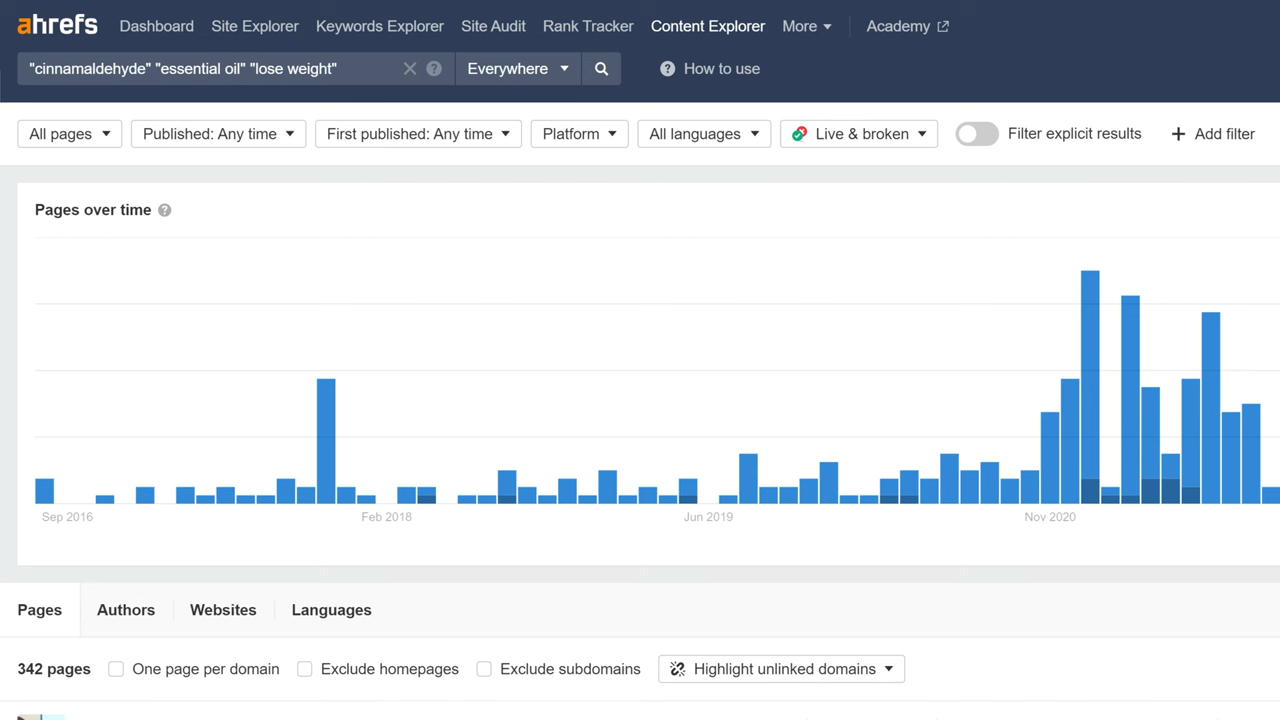 ahrefs Dashboard Site Explorer Keywords Explorer Site Audit Rank Tracker Content Explorer More Academy
"cinnamaldehyde" "essential oil" "lose weight" Everywhere How to use
All pages Published: Any time First published: Any time Platform All languages Live & broken Filter explicit results + Add filter
Pages over time
Sep 2016 Feb 2018 Jun 2019 Nov 2020
Pages Authors Websites Languages
342 pages One page per domain Exclude homepages Exclude subdomains Highlight unlinked domains